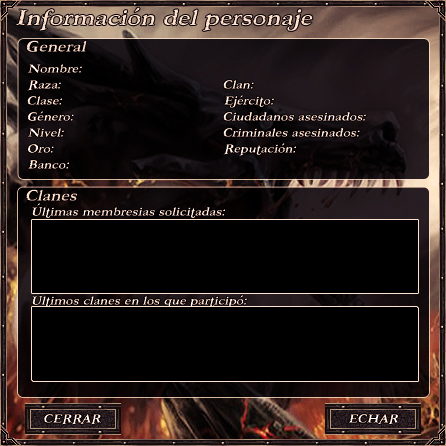 Información del personaje
General
Nombre:
Raza:
Clan:
Clase:
Ejército:
Género:
Ciudadanos asesinados:
Nivel:
Criminales asesinados:
Oro:
Reputación:
Banco:
Clanes
Últimas membresias solicitadas:
Últimos clanes en los que participó:
CERRAR
ECHAR